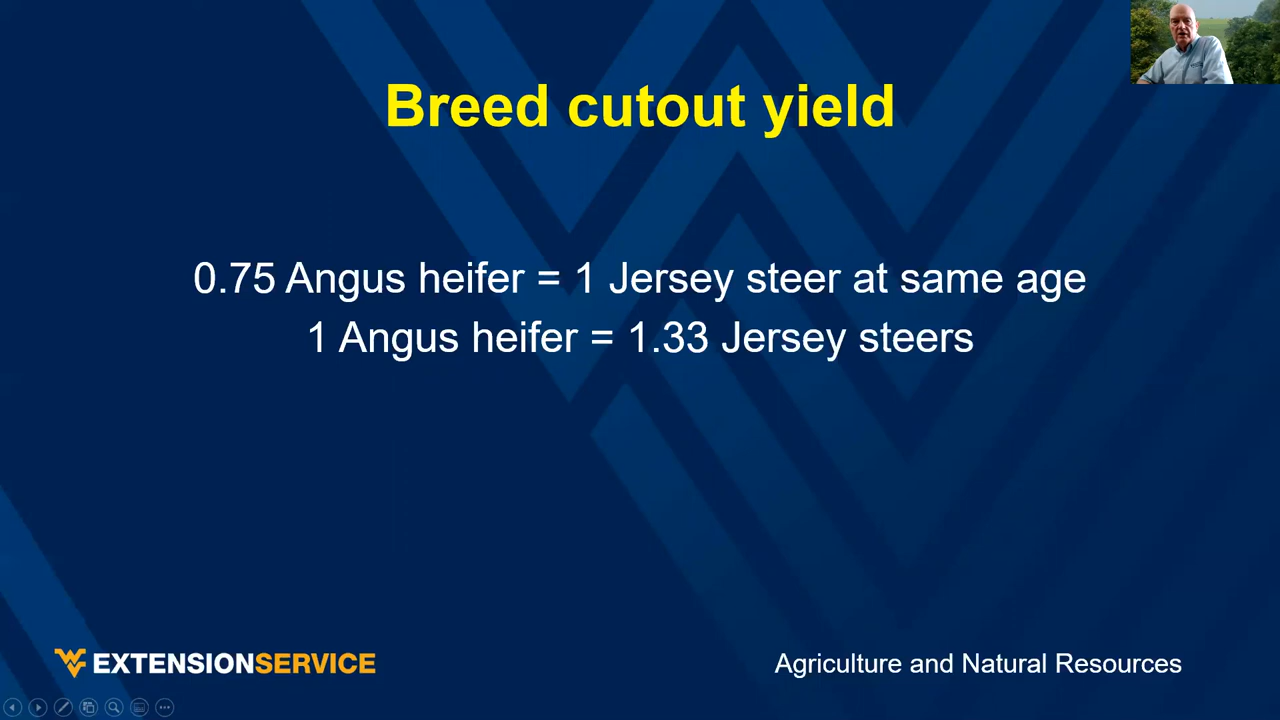 Breed cutout yield
0.75 Angus heifer = 1 Jersey steer at same age
1 Angus heifer = 1.33 Jersey steers
EXTENSIONSERVICE
Agriculture and Natural Resources